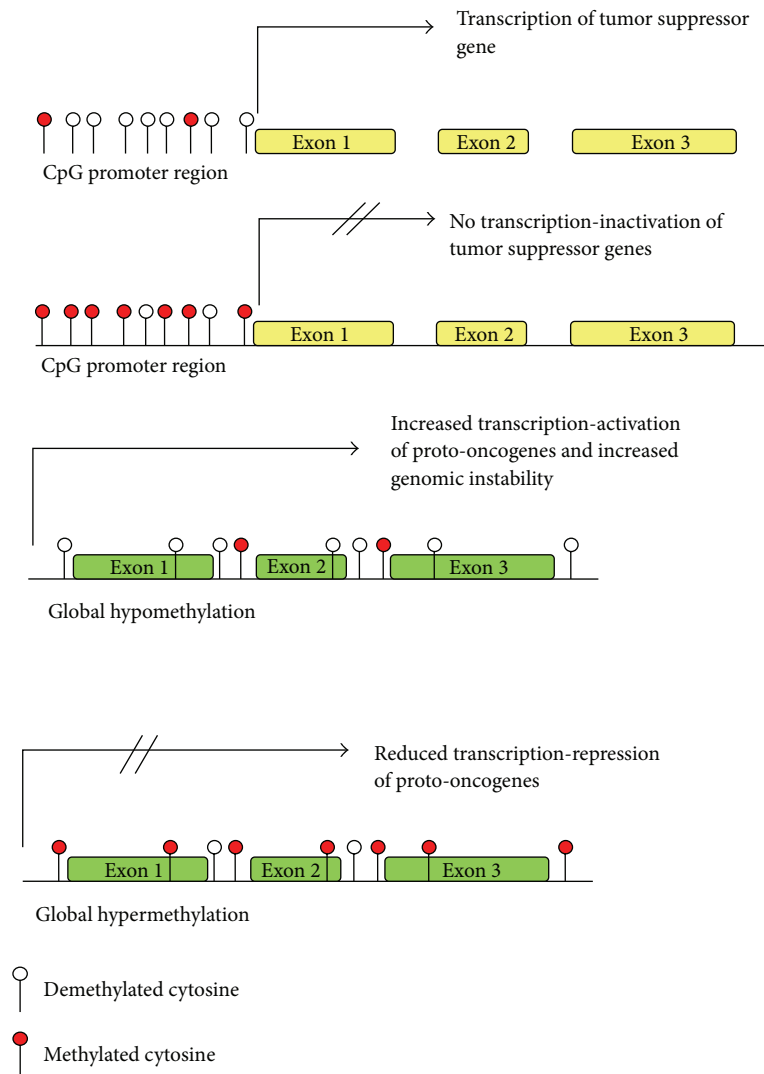 Transcription of tumor suppressor
gene
Exon 1
Exon 2
Exon 3
CpG promoter region
No transcription-inactivation of
tumor suppressor genes
Exon 1
Exon 2
Exon 3
CpG promoter region
Increased transcription-activation
of proto-oncogenes and increased
genomic instability
Exon 1
Exon 2
Exon 3
Global hypomethylation
Reduced transcription-repression
of proto-oncogenes
Exon 1
Exon 2
Exon 3
Global hypermethylation
Demethylated cytosine
Methylated cytosine